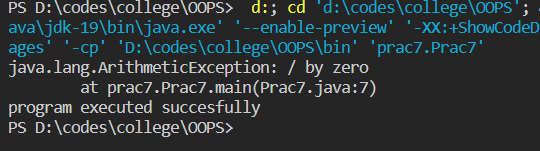 PS D:\codes\college\OOPS>  d:; cd 'd:\codes\college\OOPS'; 
ava\jdk-19\bin\java.exe' '--enable-preview' '-XX:+ShowCodeD
ages' '-cp' 'D:\codes\college\OOPS\bin' 'prac7.Prac7'
java.lang.ArithmeticException: / by zero
        at prac7.Prac7.main(Prac7.java:7)
program executed succesfully
PS D:\codes\college\OOPS>